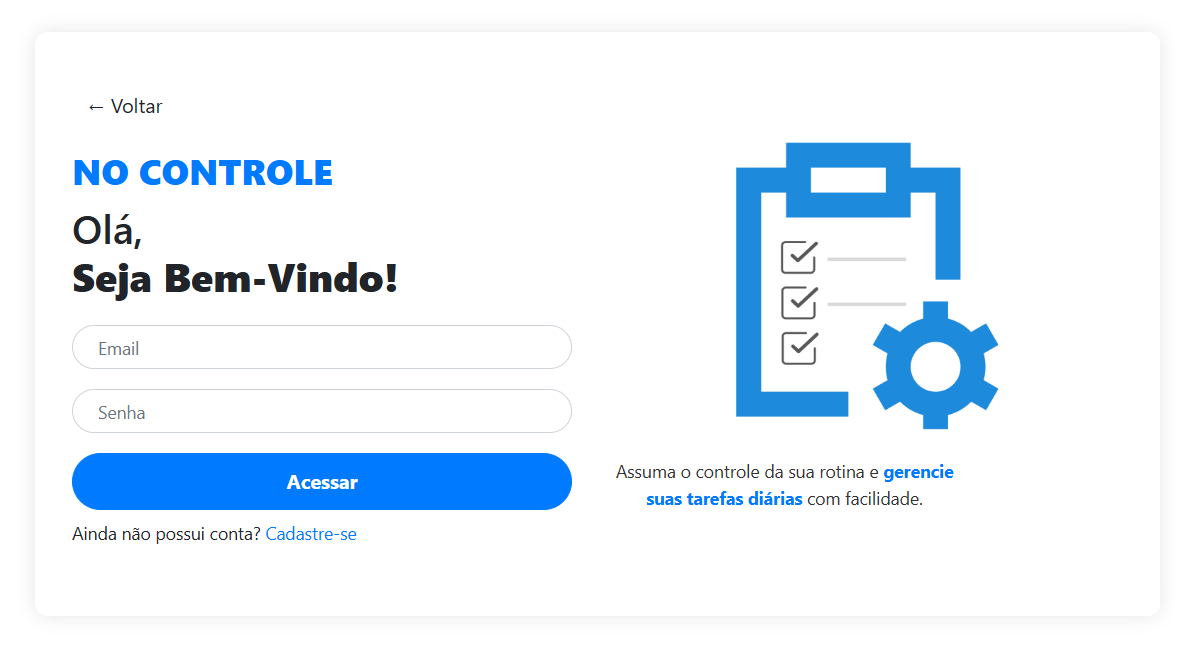 ← Voltar
NO CONTROLE
Olá,
Seja Bem-Vindo!
Email
Senha
Acessar
Ainda não possui conta? Cadastre-se
Assuma o controle da sua rotina e gerencie
suas tarefas diárias com facilidade.